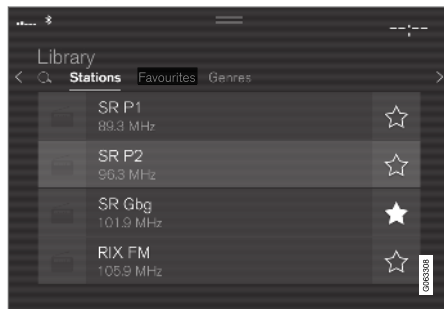 --:--
Library
Stations Favourites Genres
SR P1
89.3 MHz
SR P2
96.3 MHz
SR Gbg
101.9 MHz
RIX FM
105.9 MHz
G063308